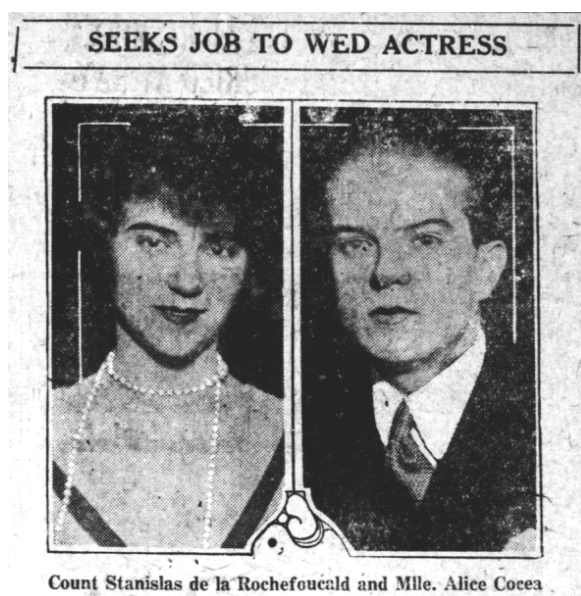 SEEKS JOB TO WED ACTRESS
Count Stanislas de la Rochefoucald and Mlle. Alice Cocea